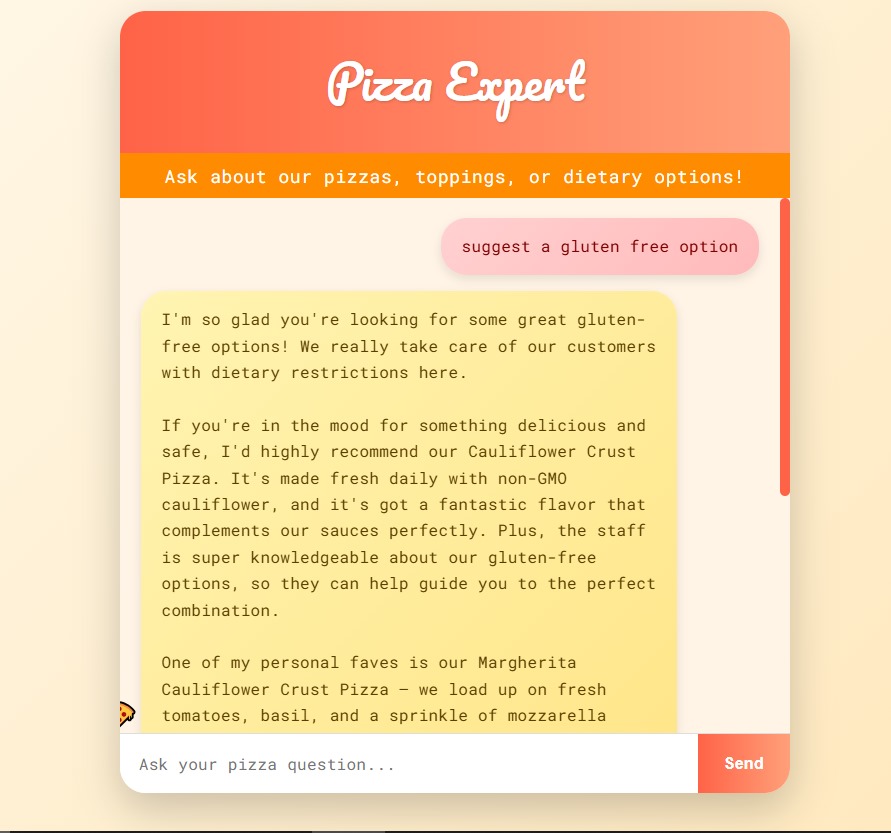 Pizza Expert
Ask about our pizzas, toppings, or dietary options!
suggest a gluten free option
I'm so glad you're looking for some great gluten-
free options! We really take care of our customers
with dietary restrictions here.
If you're in the mood for something delicious and
safe, I'd highly recommend our Cauliflower Crust
Pizza. It's made fresh daily with non-GMO
cauliflower, and it's got a fantastic flavor that
complements our sauces perfectly. Plus, the staff
is super knowledgeable about our gluten-free
options, so they can help guide you to the perfect
combination.
One of my personal faves is our Margherita
Cauliflower Crust Pizza – we load up on fresh
tomatoes, basil, and a sprinkle of mozzarella
Ask your pizza question...
Send